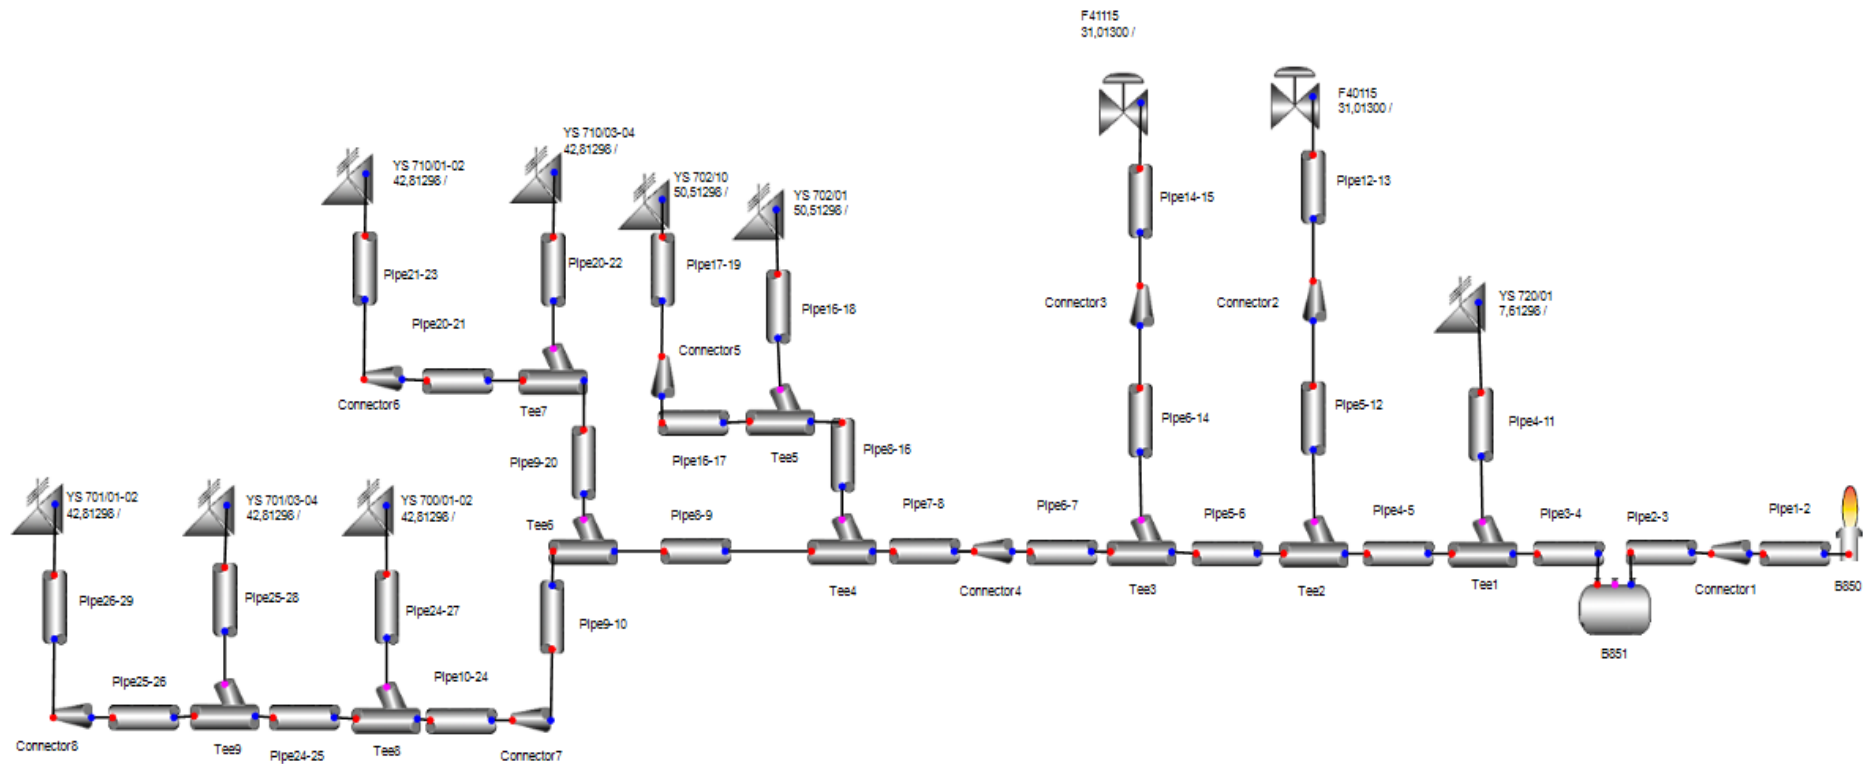 F41115
31,01300 /
F40115
31,01300 /
YS 710/03-04
42,81298 /
YS 710/01-02
42,81298 /
YS 702/10
50,51298 /
YS 702/01
50,51298 /
Pipe12-13
Pipe14-15
Pipe21-23
Pipe20-22
Pipe17-19
Pipe16-18
Connector3
Connector2
YS 720/01
7,61298 /
Pipe20-21
Connector5
Connector6
Tee7
Pipe6-14
Pipe5-12
Pipe4-11
Pipe9-20
Pipe16-17
Tee5
Pipe8-16
YS 701/01-02
42,81298 /
YS 701/03-04
42,81298 /
YS 700/01-02
42,81298 /
Tee6
Pipe8-9
Pipe7-8
Pipe6-7
Pipe5-6
Pipe4-5
Pipe3-4
Pipe2-3
Pipe1-2
Tee4
Connector4
Tee3
Tee2
Tee1
Connector1
B850
Pipe26-29
Pipe25-28
Pipe24-27
Pipe9-10
B851
Pipe25-26
Pipe10-24
Connector8
Tee9
Pipe24-25
Tee8
Connector7